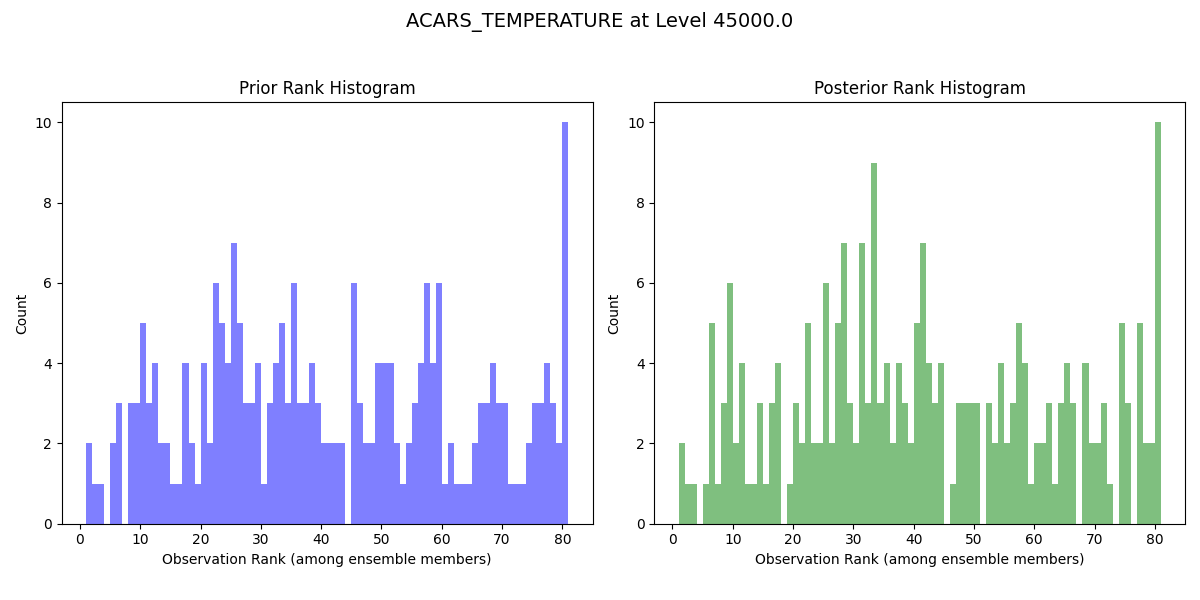 ACARS_TEMPERATURE at Level 45000.0
Prior Rank Histogram
10
8
6
4
2
0
Count
0 10 20 30 40 50 60 70 80
Observation Rank (among ensemble members)
Posterior Rank Histogram
10
8
6
4
2
0
Count
0 10 20 30 40 50 60 70 80
Observation Rank (among ensemble members)